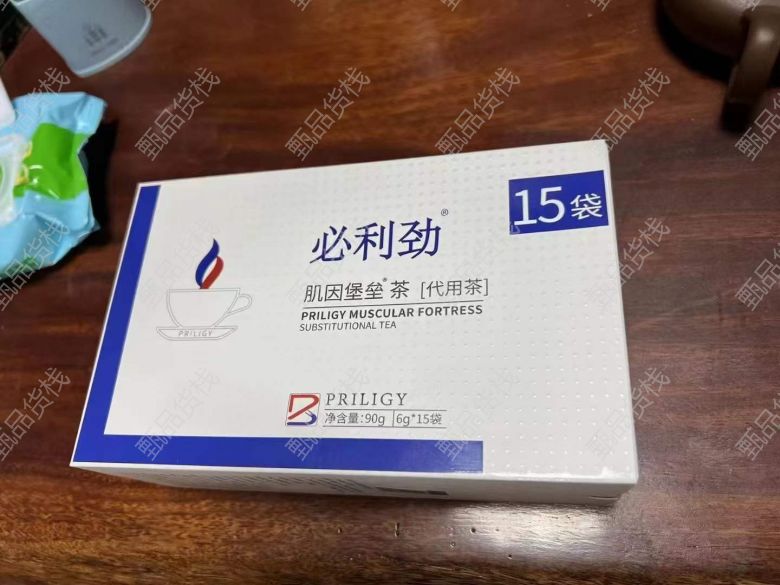 必利劲®
15袋
肌因堡垒®茶 [代用茶]
PRILIGY MUSCULAR FORTRESS
SUBSTITUTIONAL TEA
PRILIGY
PRILIGY
净含量:90g 6g*15袋
甄品货栈